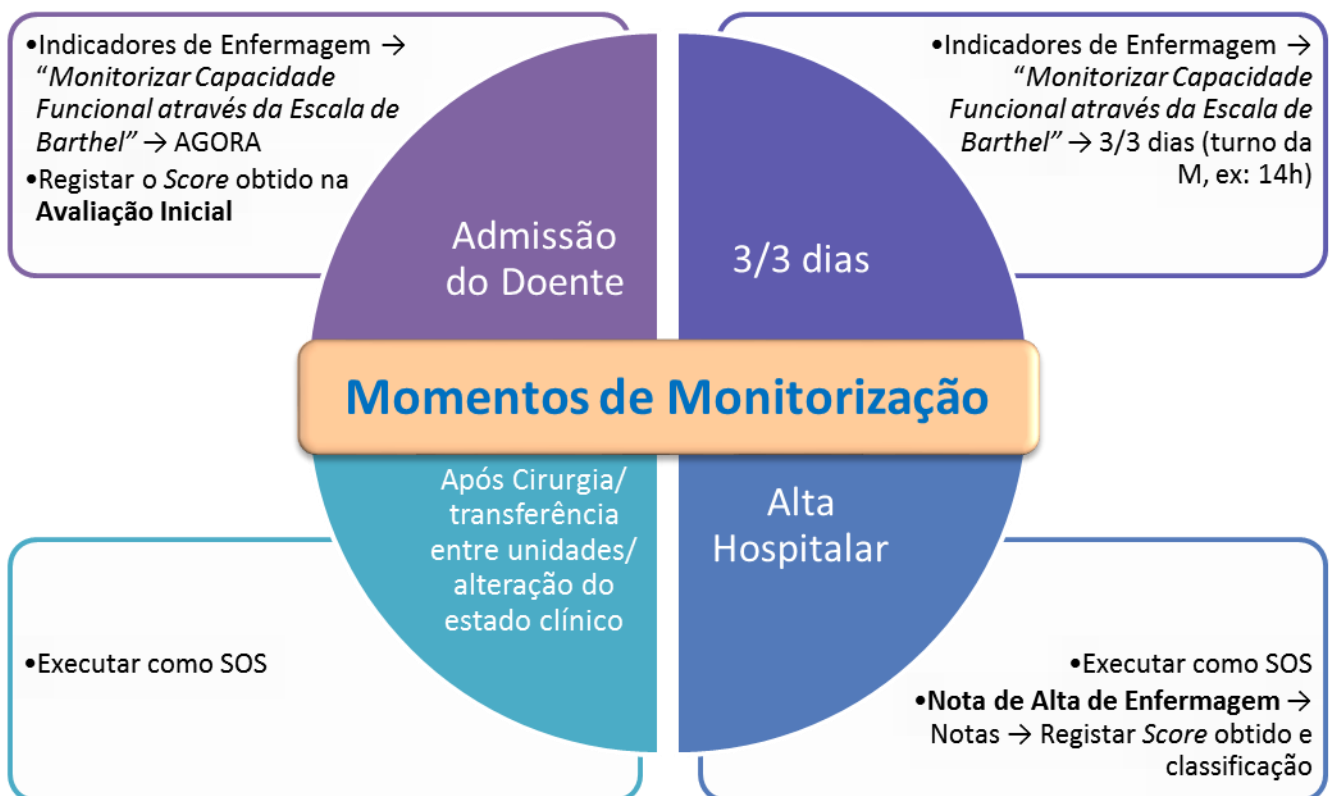 •Indicadores de Enfermagem →
“Monitorizar Capacidade
Funcional através da Escala de
Barthel” → AGORA
•Registar o Score obtido na
Avaliação Inicial
•Indicadores de Enfermagem →
“Monitorizar Capacidade
Funcional através da Escala de
Barthel” → 3/3 dias (turno da
M, ex: 14h)
Admissão
do Doente
3/3 dias
Momentos de Monitorização
Após Cirurgia/
transferência
entre unidades/
alteração do
estado clínico
Alta
Hospitalar
•Executar como SOS
•Executar como SOS
•Nota de Alta de Enfermagem →
Notas → Registar Score obtido e
classificação